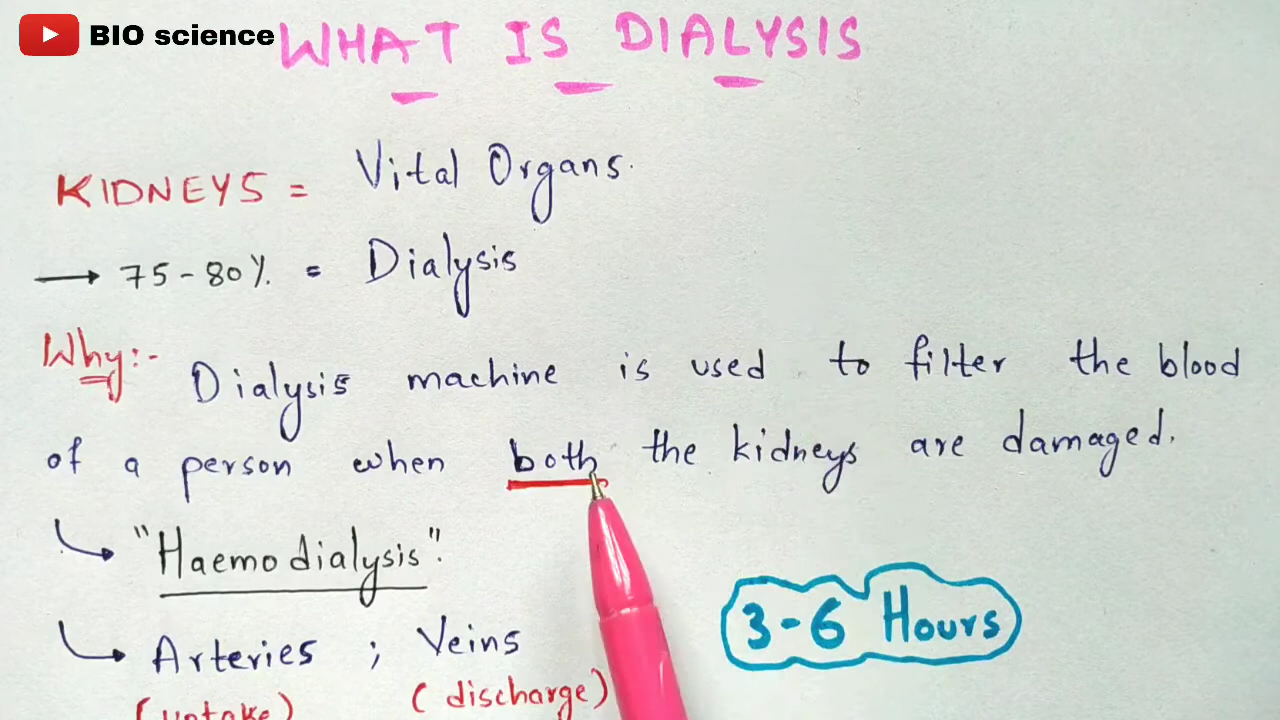 BIO science
WHAT IS DIALYSIS
KIDNEYS = Vital Organs.
→ 75-80% = Dialysis
Why:- Dialysis machine is used to filter the blood
of a person when both the kidneys are damaged.
"Haemodialysis".
3-6 Hours
Arteries ; Veins
(uptake) (discharge)